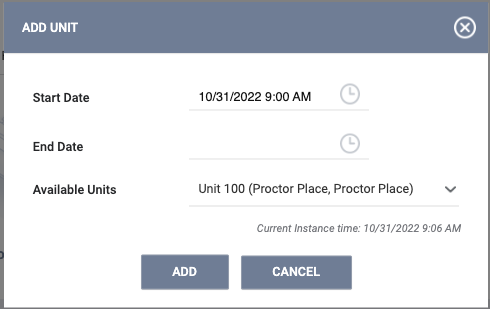 ADD UNIT
Start Date
10/31/2022 9:00 AM
End Date
Available Units
Unit 100 (Proctor Place, Proctor Place)
Current Instance time: 10/31/2022 9:06 AM
ADD
CANCEL